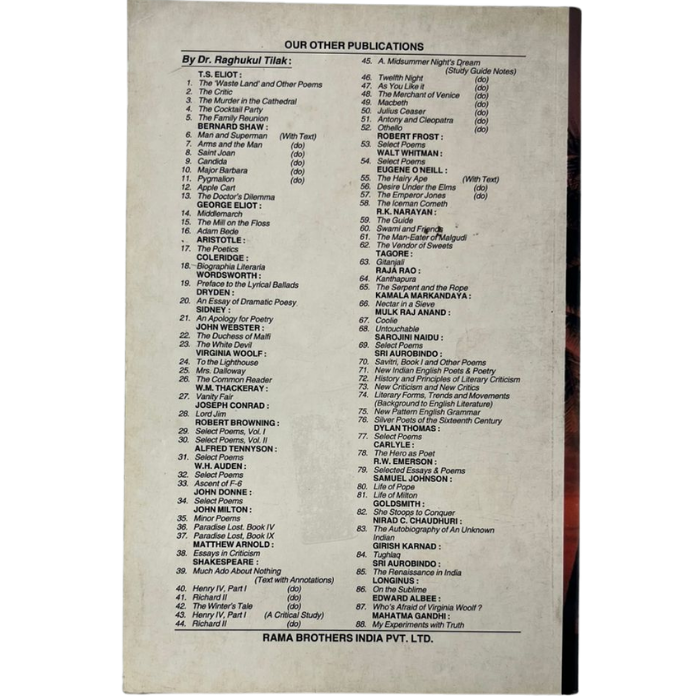 OUR OTHER PUBLICATIONS
By Dr. Raghukul Tilak :
T.S. ELIOT :
1. The 'Waste Land' and Other Poems
2. The Critic
3. The Murder in the Cathedral
4. The Cocktail Party
5. The Family Reunion
BERNARD SHAW :
6. Man and Superman (With Text)
7. Arms and the Man (do)
8. Saint Joan (do)
9. Candida (do)
10. Major Barbara (do)
11. Pygmalion (do)
12. Apple Cart
13. The Doctor's Dilemma
GEORGE ELIOT :
14. Middlemarch
15. The Mill on the Floss
16. Adam Bede
ARISTOTLE :
17. The Poetics
COLERIDGE :
18. Biographia Literaria
WORDSWORTH :
19. Preface to the Lyrical Ballads
DRYDEN :
20. An Essay of Dramatic Poesy
SIDNEY :
21. An Apology for Poetry
JOHN WEBSTER :
22. The Duchess of Malfi
23. The White Devil
VIRGINIA WOOLF :
24. To the Lighthouse
25. Mrs. Dalloway
26. The Common Reader
W.M. THACKERAY :
27. Vanity Fair
JOSEPH CONRAD :
28. Lord Jim
ROBERT BROWNING :
29. Select Poems, Vol. I
30. Select Poems, Vol. II
ALFRED TENNYSON :
31. Select Poems
W.H. AUDEN :
32. Select Poems
33. Ascent of F-6
JOHN DONNE :
34. Select Poems
JOHN MILTON :
35. Minor Poems
36. Paradise Lost, Book IV
37. Paradise Lost, Book IX
MATTHEW ARNOLD :
38. Essays in Criticism
SHAKESPEARE :
39. Much Ado About Nothing
(Text with Annotations)
40. Henry IV, Part I (do)
41. Richard II (do)
42. The Winter's Tale (do)
43. Henry IV, Part I (A Critical Study)
44. Richard II (do)
45. A. Midsummer Night's Dream
(Study Guide Notes)
46. Twelfth Night (do)
47. As You Like it (do)
48. The Merchant of Venice (do)
49. Macbeth (do)
50. Julius Ceaser (do)
51. Antony and Cleopatra (do)
52. Othello (do)
ROBERT FROST :
53. Select Poems
WALT WHITMAN :
54. Select Poems
EUGENE O'NEILL :
55. The Hairy Ape (With Text)
56. Desire Under the Elms (do)
57. The Emperor Jones (do)
58. The Iceman Cometh
R.K. NARAYAN :
59. The Guide
60. Swami and Friends
61. The Man-Eater of Malgudi
62. The Vendor of Sweets
TAGORE :
63. Gitanjali
RAJA RAO :
64. Kanthapura
65. The Serpent and the Rope
KAMALA MARKANDAYA :
66. Nectar in a Sieve
MULK RAJ ANAND :
67. Coolie
68. Untouchable
SAROJINI NAIDU :
69. Select Poems
SRI AUROBINDO :
70. Savitri, Book I and Other Poems
71. New Indian English Poets & Poetry
72. History and Principles of Literary Criticism
73. New Criticism and New Critics
74. Literary Forms, Trends and Movements
(Background to English Literature)
75. New Pattern English Grammar
76. Silver Poets of the Sixteenth Century
DYLAN THOMAS :
77. Select Poems
CARLYLE :
78. The Hero as Poet
R.W. EMERSON :
79. Selected Essays & Poems
SAMUEL JOHNSON :
80. Life of Pope
81. Life of Milton
GOLDSMITH :
82. She Stoops to Conquer
NIRAD C. CHAUDHURI :
83. The Autobiography of An Unknown
Indian
GIRISH KARNAD :
84. Tughlaq
SRI AUROBINDO :
85. The Renaissance in India
LONGINUS :
86. On the Sublime
EDWARD ALBEE :
87. Who's Afraid of Virginia Woolf ?
MAHATMA GANDHI :
88. My Experiments with Truth
RAMA BROTHERS INDIA PVT. LTD.